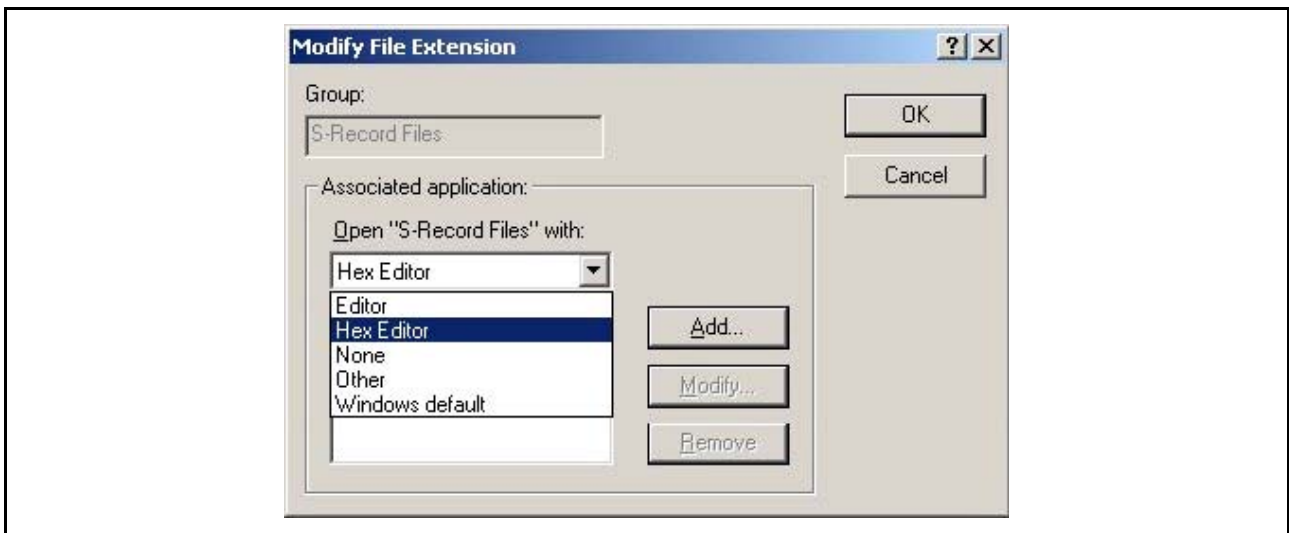 Modify File Extension
Group:
S-Record Files
OK
Cancel
Associated application:
Open "S-Record Files" with:
Hex Editor
Editor
Hex Editor
None
Other
Windows default
Add...
Modify...
Remove